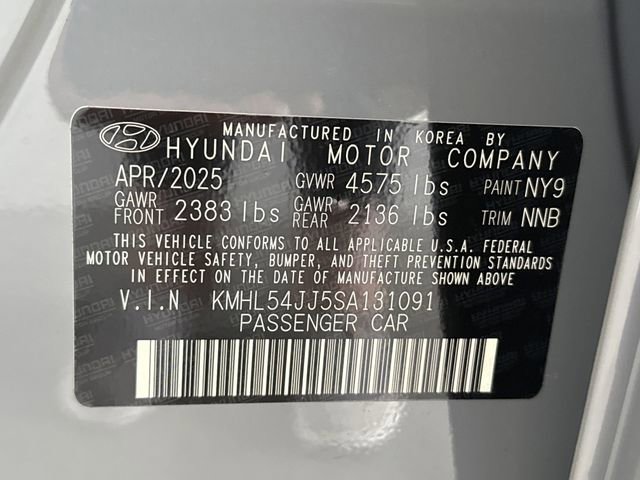 MANUFACTURED IN KOREA BY
HYUNDAI MOTOR COMPANY
APR/2025 GVWR 4575 lbs PAINT NY9
GAWR FRONT 2383 lbs GAWR REAR 2136 lbs TRIM NNB
THIS VEHICLE CONFORMS TO ALL APPLICABLE U.S.A. FEDERAL
MOTOR VEHICLE SAFETY, BUMPER, AND THEFT PREVENTION STANDARDS
IN EFFECT ON THE DATE OF MANUFACTURE SHOWN ABOVE
V.I.N KMHL54JJ5SA131091
PASSENGER CAR